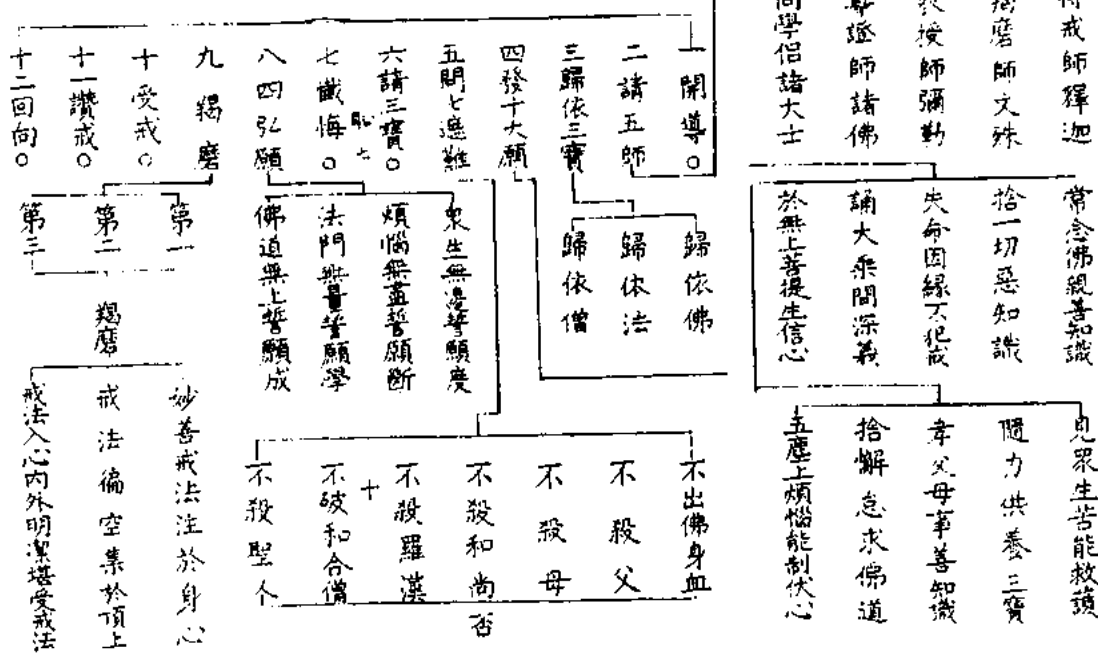 得戒師釋迦
羯磨師文殊
教授師彌勒
尊證師諸佛
同學侶諸大士
一開導○
二請五師
三歸依三寶
四發十大願
五問七遮難
六請三寶○
七懺悔○
八四弘願
九羯磨
十受戒○
十一讚戒○
十二回向○
常念佛親善知識
捨一切惡知識
失命因緣不犯戒
誦大乘問深義
於無上菩提生信心
見眾生苦能救護
隨力供養三寶
孝父母事善知識
捨懈怠求佛道
五塵上煩惱能制伏心
歸依佛
歸依法
歸依僧
眾生無邊誓願度
煩惱無盡誓願斷
法門無量誓願學
佛道無上誓願成
不出佛身血
不殺父
不殺母
不殺和尚
不殺羅漢
不破和合僧
不殺聖人
否
第一
第二
第三
羯磨
妙善戒法注於身心
戒法徧空集於頂上
戒法入心內外明潔堪受戒法